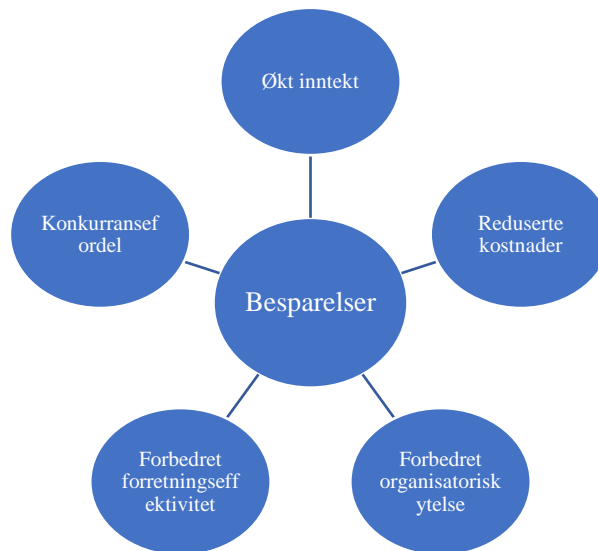 Økt inntekt
Konkurransef
ordel
Reduserte
kostnader
Besparelser
Forbedret
forretningseff
ektivitet
Forbedret
organisatorisk
ytelse